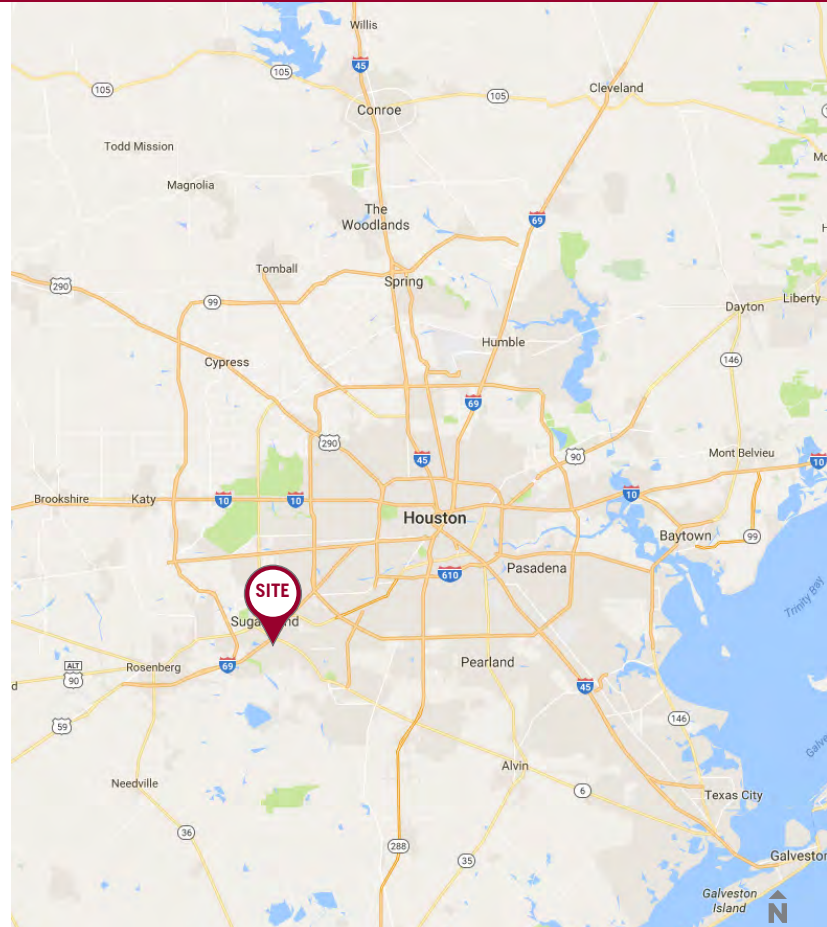 Willis
45
105
105
105
Cleveland
Conroe
Todd Mission
Magnolia
The
Woodlands
69
Tomball
Spring
290
99
Liberty
Dayton
Humble
146
Cypress
69
290
45
90
Mont Belvieu
10
Brookshire
Katy
10
10
10
Houston
99
Baytown
610
Pasadena
SITE
Trinity Bay
Rosenberg
ALT
90
69
Pearland
45
59
146
Alvin
Needville
6
Texas City
36
288
35
Galveston
Galveston
Island
N